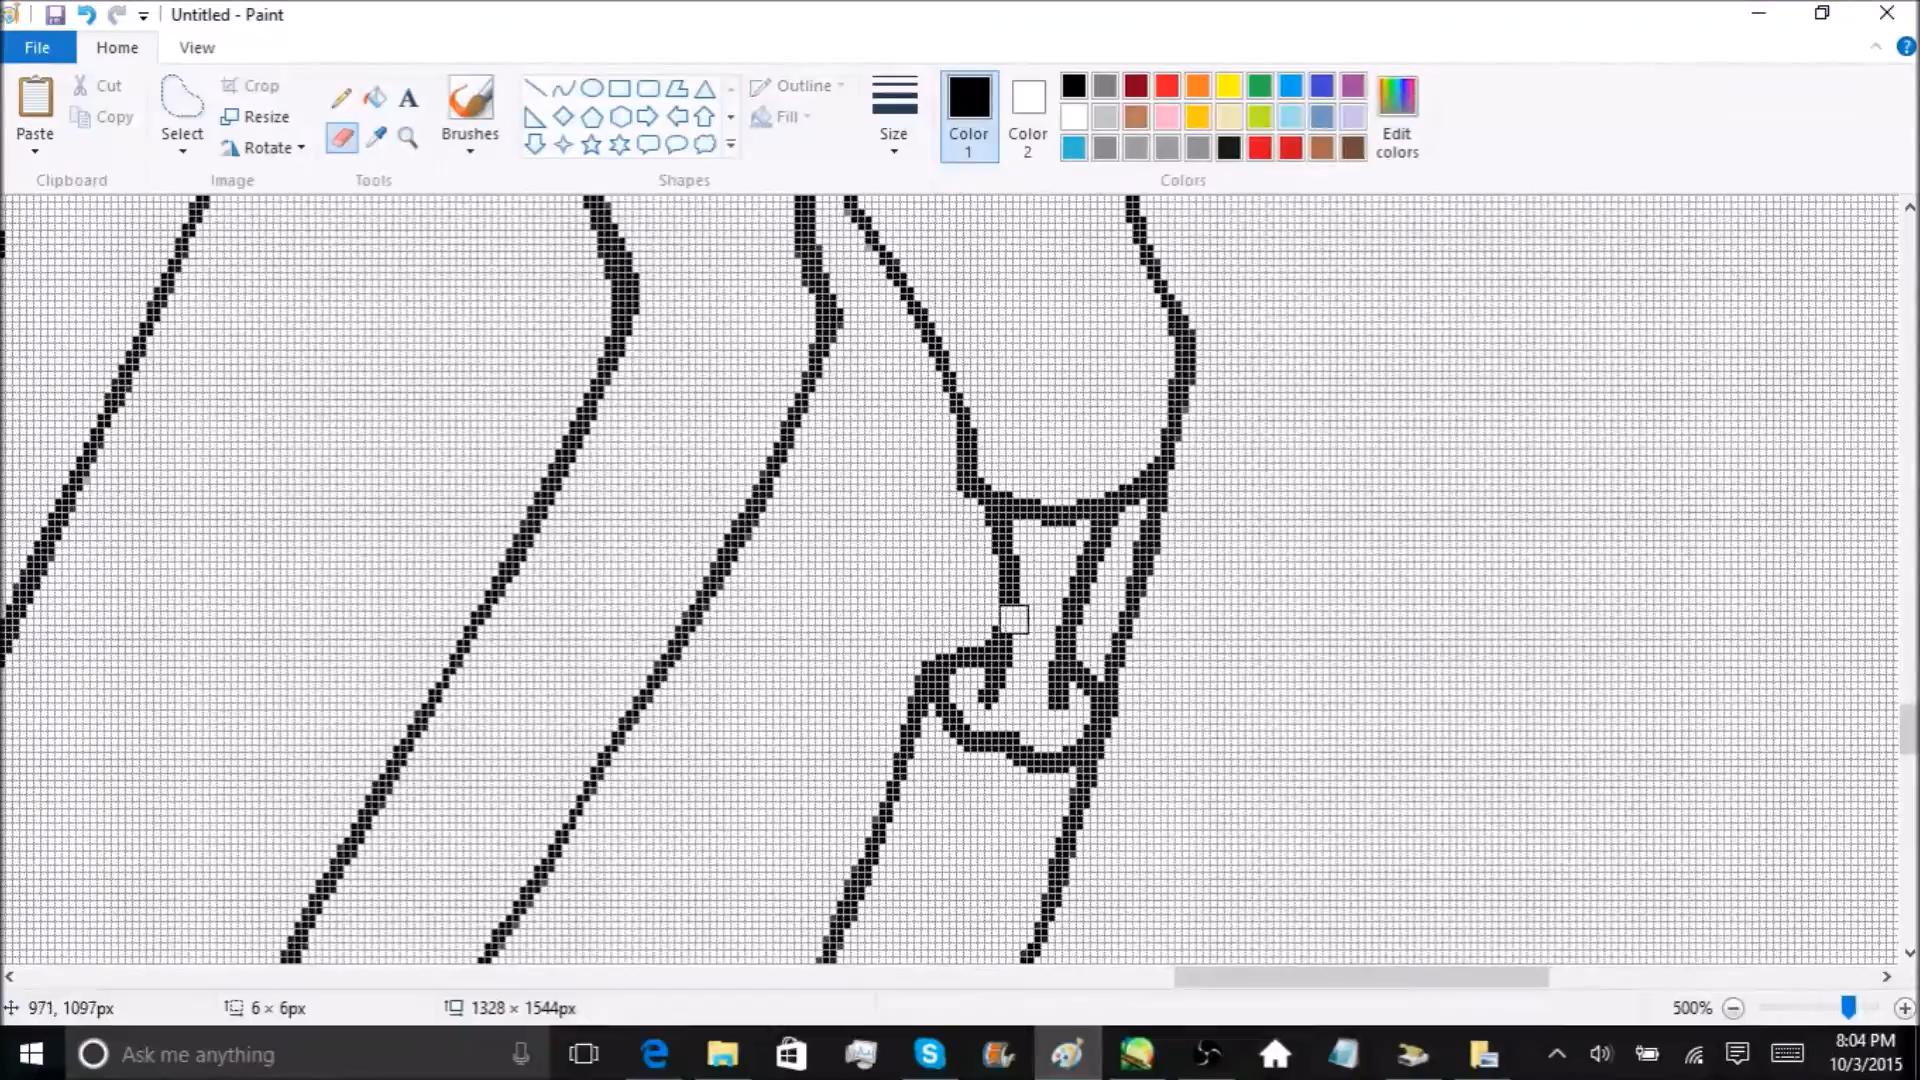 Untitled - Paint
File Home View
Paste
Cut
Copy
Clipboard
Select
Crop
Resize
Rotate
Image
A
Tools
Brushes
Shapes
Outline
Fill
Size
Color 1
Color 2
Colors
Edit colors
971, 1097px
6 × 6px
1328 × 1544px
500%
Ask me anything
8:04 PM
10/3/2015